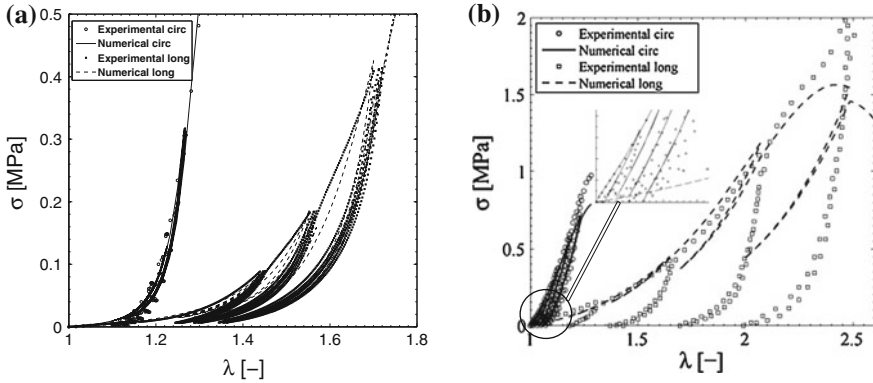 (a)
0.5
0.4
0.3
0.2
0.1
0
σ [MPa]
Experimental circ
Numerical circ
Experimental long
Numerical long
1
1.2
1.4
1.6
1.8
λ [−]
(b)
2
1.5
1
0.5
0
σ [MPa]
Experimental circ
Numerical circ
Experimental long
Numerical long
1
1.5
2
2.5
λ [−]